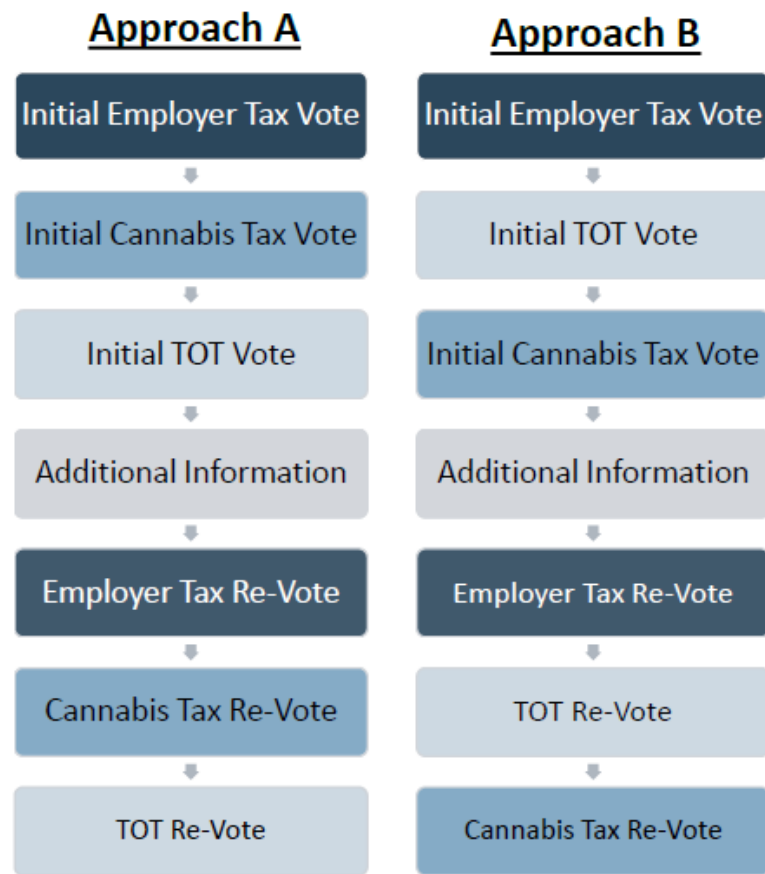 Approach A
Initial Employer Tax Vote
Initial Cannabis Tax Vote
Initial TOT Vote
Additional Information
Employer Tax Re-Vote
Cannabis Tax Re-Vote
TOT Re-Vote
Approach B
Initial Employer Tax Vote
Initial TOT Vote
Initial Cannabis Tax Vote
Additional Information
Employer Tax Re-Vote
TOT Re-Vote
Cannabis Tax Re-Vote